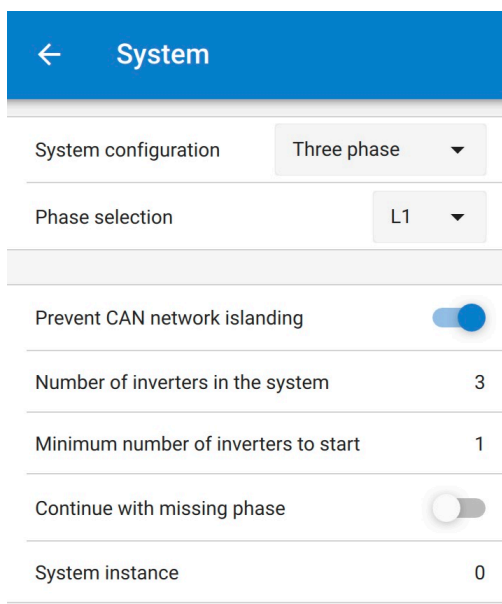 System
System configuration Three phase
Phase selection L1
Prevent CAN network islanding
Number of inverters in the system 3
Minimum number of inverters to start 1
Continue with missing phase
System instance 0